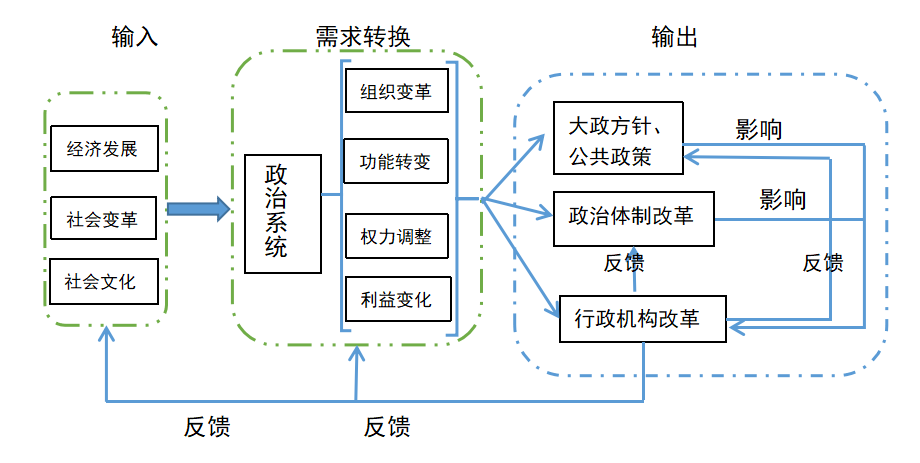 输入
需求转换
输出
经济发展
社会变革
社会文化
政治系统
组织变革
功能转变
权力调整
利益变化
大政方针、
公共政策
影响
政治体制改革
影响
反馈
反馈
行政机构改革
反馈
反馈